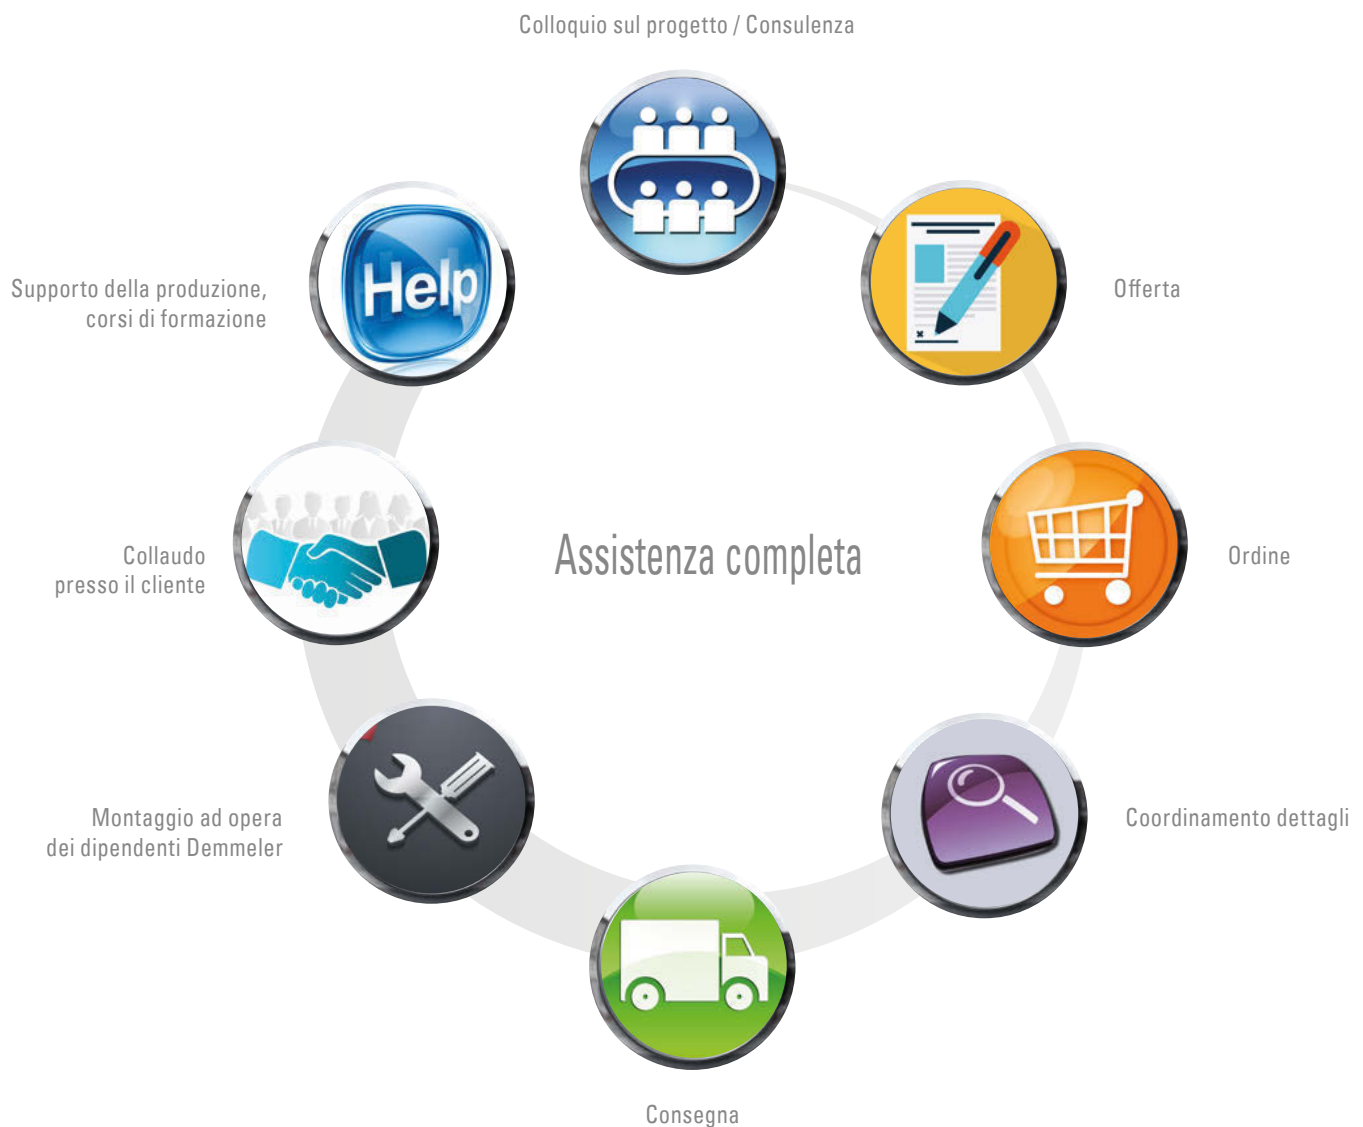 Colloquio sul progetto / Consulenza
Help
Offerta
Supporto della produzione,
corsi di formazione
Assistenza completa
Ordine
Collaudo
presso il cliente
Coordinamento dettagli
Montaggio ad opera
dei dipendenti Demmeler
Consegna